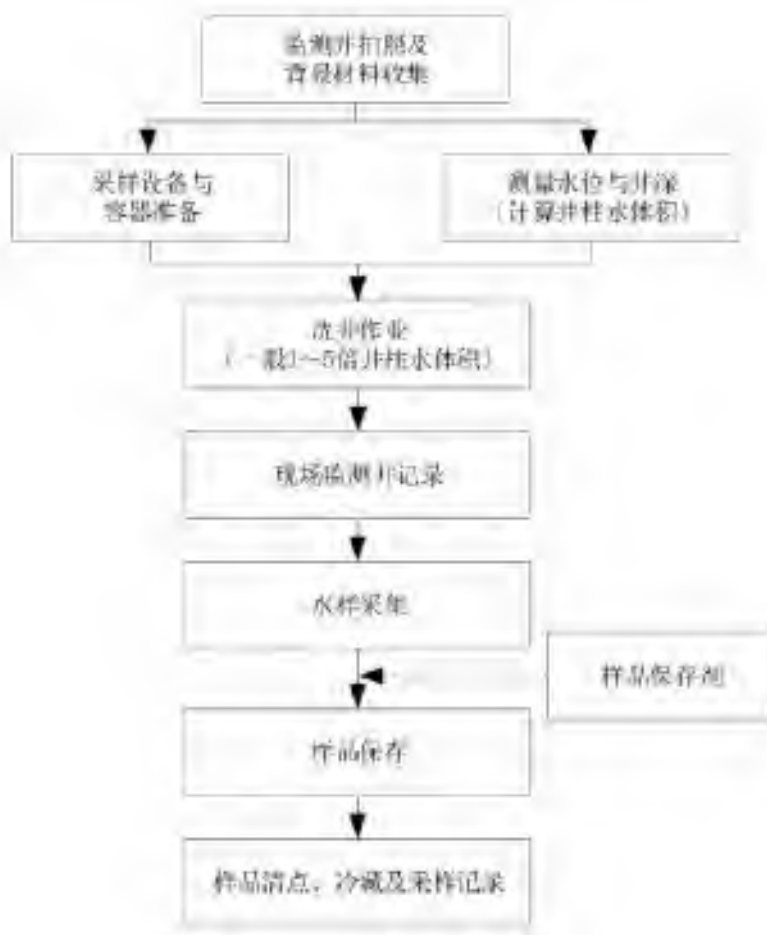 监测井拍照及
背景材料收集
采样设备与
容器准备
测量水位与井深
(计算井柱水体积)
洗井作业
(一般3~5倍井柱水体积)
现场监测并记录
水样采集
样品保存剂
样品保存
样品清点、冷藏及采样记录